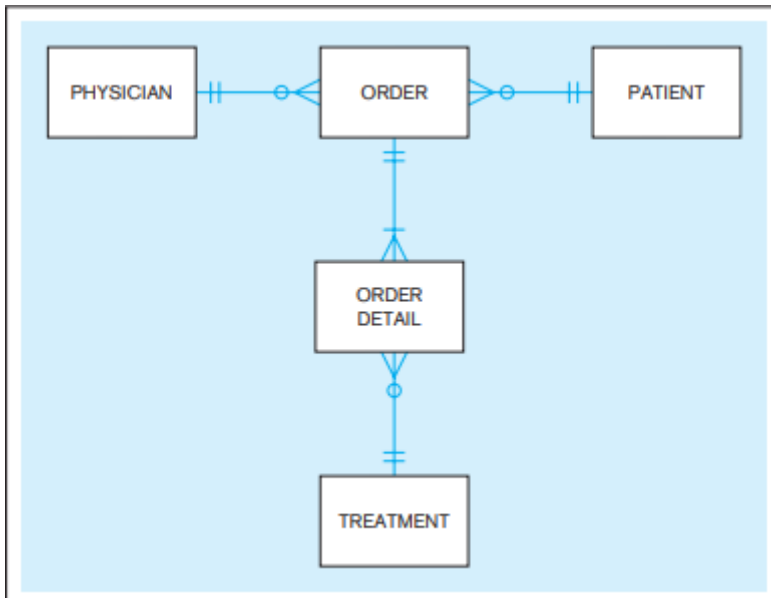 PHYSICIAN
ORDER
PATIENT
ORDER
DETAIL
TREATMENT